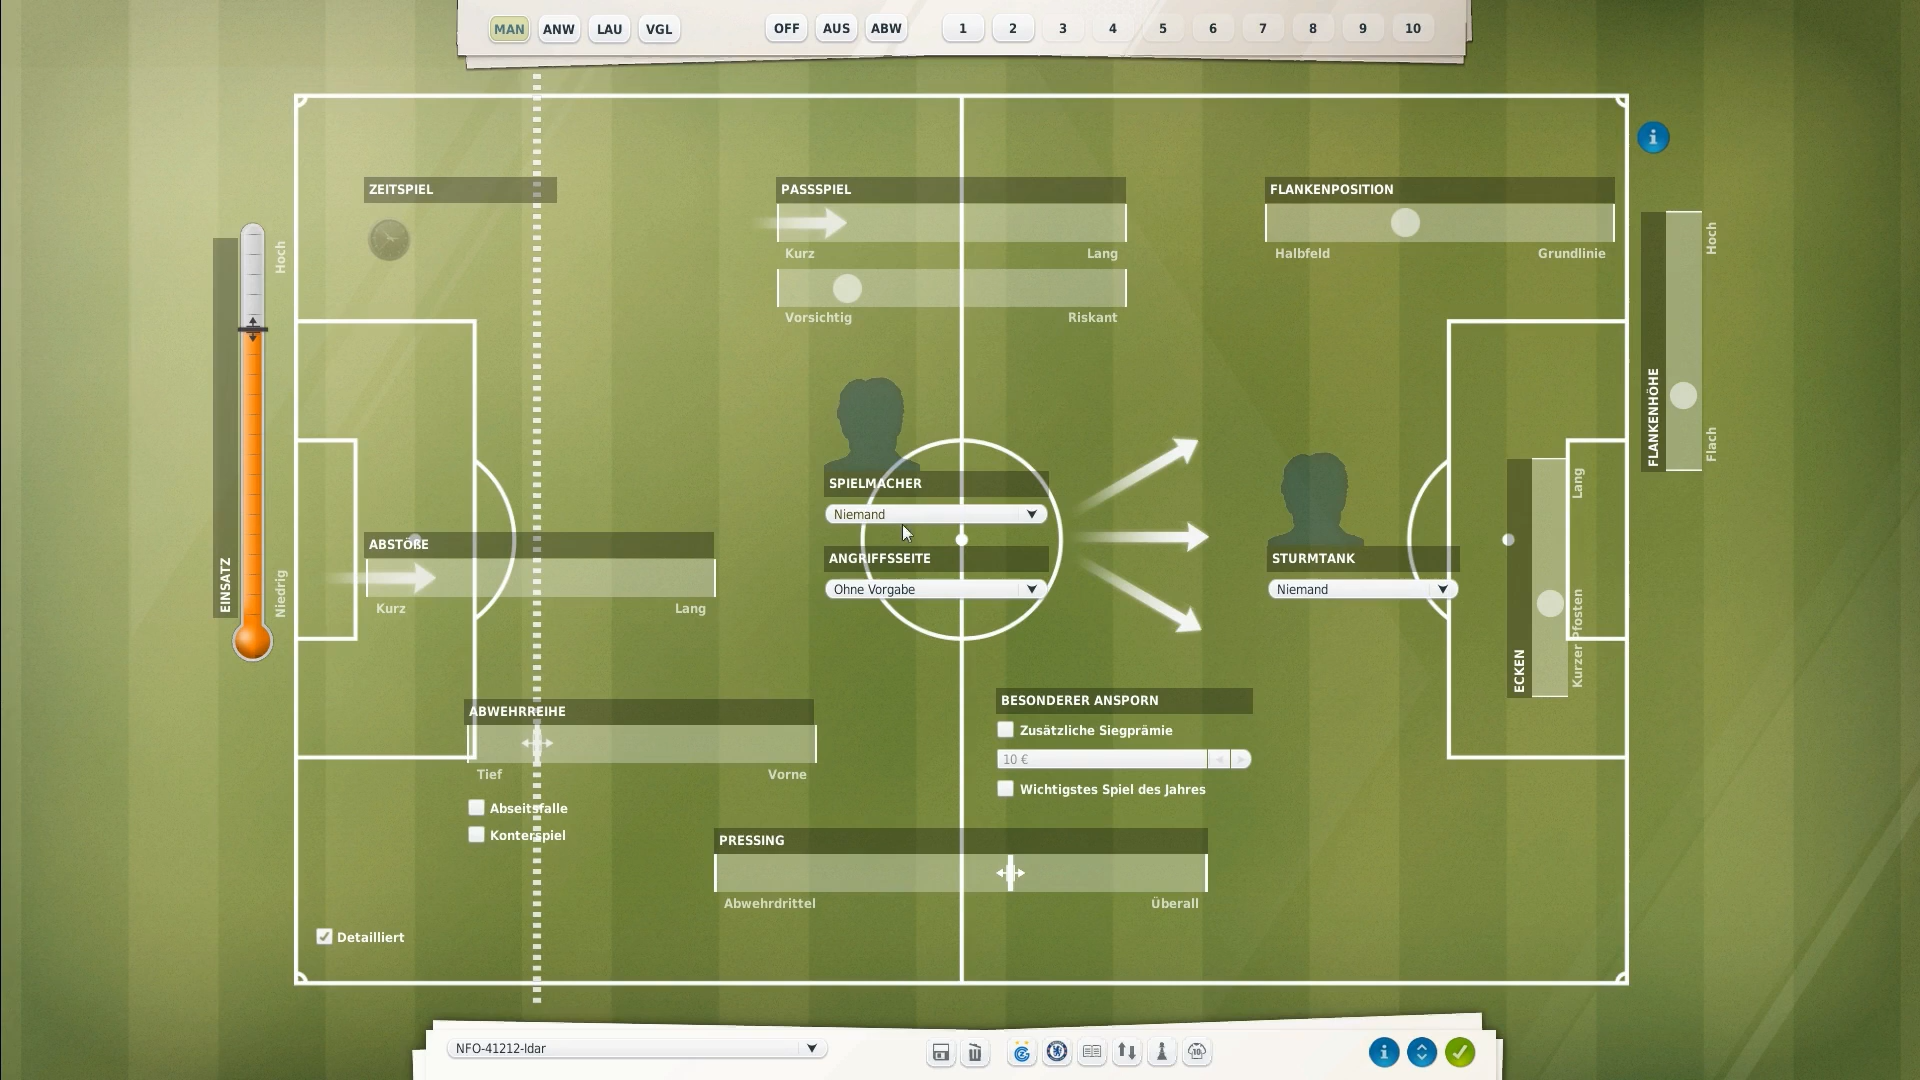 MAN ANW LAU VGL OFF AUS ABW 1 2 3 4 5 6 7 8 9 10
ZEITSPIEL
PASSSPIEL
Kurz Lang
Vorsichtig Riskant
FLANKENPOSITION
Halbfeld Grundlinie
EINSATZ
Hoch
Niedrig
FLANKENHÖHE
Hoch
Flach
SPIELMACHER
Niemand
ANGRIFFSSEITE
Ohne Vorgabe
STURMTANK
Niemand
ABSTÖßE
Kurz Lang
ECKEN
Lang
Kurzer Pfosten
ABWEHRREIHE
Tief Vorne
Abseitsfalle
Konterspiel
BESONDERER ANSPORN
Zusätzliche Siegprämie
10 €
Wichtigstes Spiel des Jahres
PRESSING
Abwehrdrittel Überall
Detailliert
NFO-41212-Idar
10